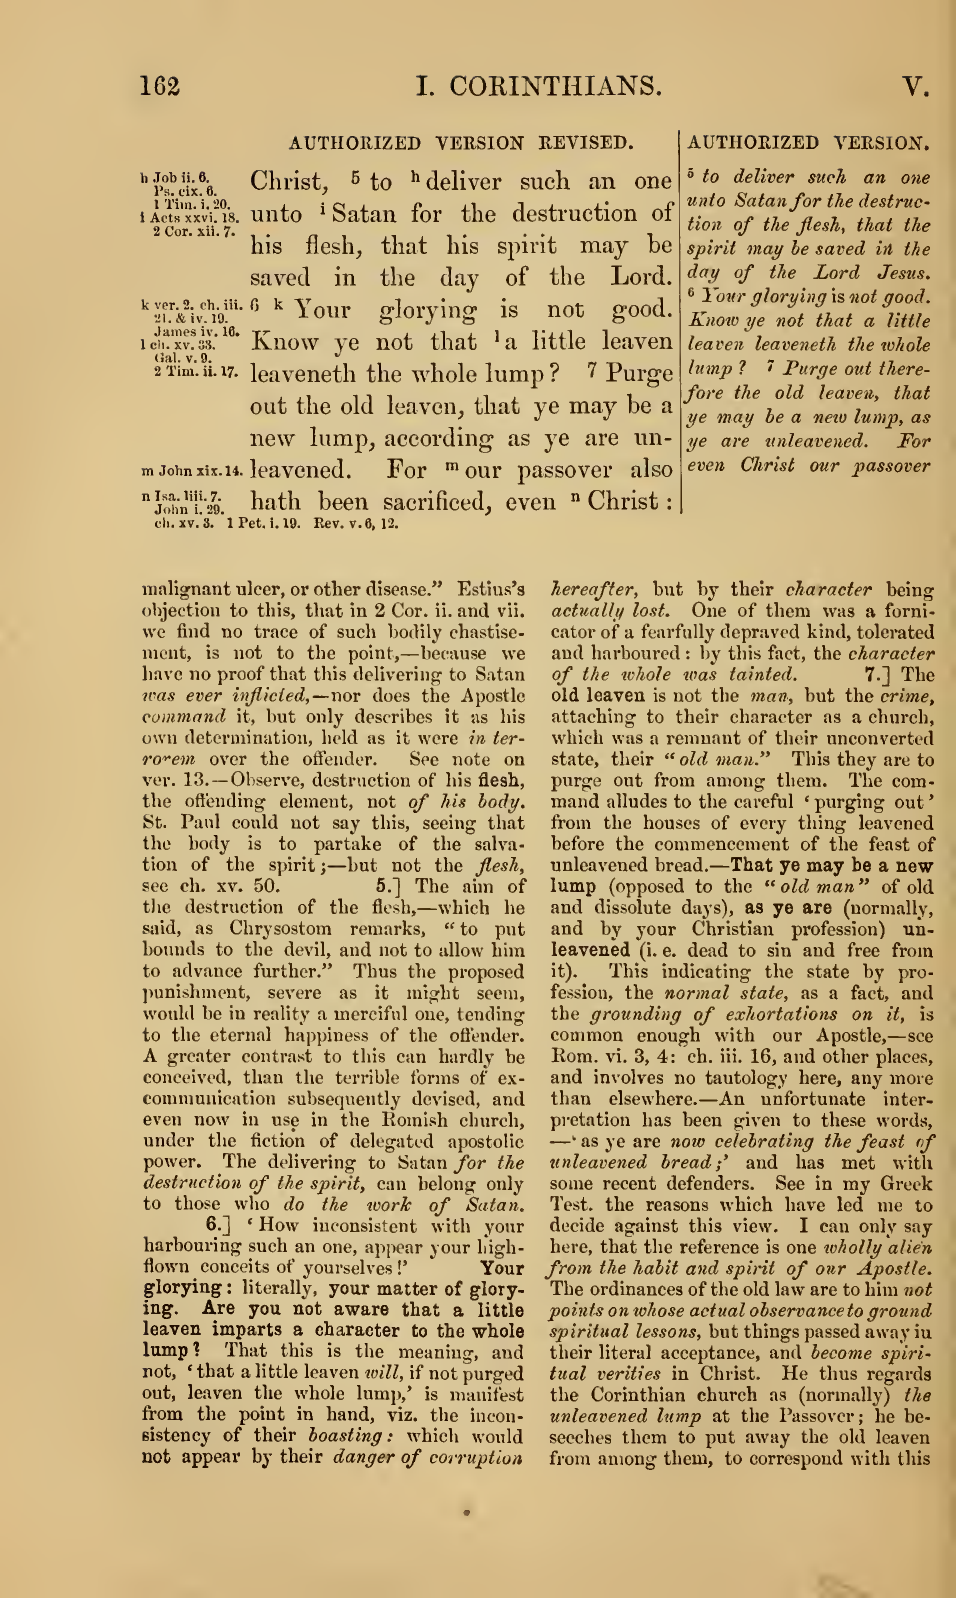 162
I. CORINTHIANS.
V.
AUTHORIZED VERSION REVISED.
h Job ii. 6.
Ps. cix. 6.
1 Tim. i. 20.
i Acts xxvi. 18.
2 Cor. xii. 7.
Christ, 5 to h deliver such an one
unto i Satan for the destruction of
his flesh, that his spirit may be
saved in the day of the Lord.
k ver. 2. ch. iii.
21. & iv. 19.
James iv. 16.
l ch. xv. 33.
Gal. v. 9.
2 Tim. ii. 17.
6 k Your glorying is not good.
Know ye not that l a little leaven
leaveneth the whole lump ? 7 Purge
out the old leaven, that ye may be a
new lump, according as ye are un-
m John xix. 14.
leavened. For m our passover also
n Isa. liii. 7.
John i. 29.
ch. xv. 3. 1 Pet. i. 19. Rev. v. 6, 12.
hath been sacrificed, even n Christ :
AUTHORIZED VERSION.
5 to deliver such an one
unto Satan for the destruc-
tion of the flesh, that the
spirit may be saved in the
day of the Lord Jesus.
6 Your glorying is not good.
Know ye not that a little
leaven leaveneth the whole
lump ? 7 Purge out there-
fore the old leaven, that
ye may be a new lump, as
ye are unleavened. For
even Christ our passover
malignant ulcer, or other disease.” Estius’s
objection to this, that in 2 Cor. ii. and vii.
we find no trace of such bodily chastise-
ment, is not to the point,—because we
have no proof that this delivering to Satan
was ever inflicted,—nor does the Apostle
command it, but only describes it as his
own determination, held as it were in ter-
rorem over the offender. See note on
ver. 13.—Observe, destruction of his flesh,
the offending element, not of his body.
St. Paul could not say this, seeing that
the body is to partake of the salva-
tion of the spirit ;—but not the flesh,
see ch. xv. 50. 5.] The aim of
the destruction of the flesh,—which he
said, as Chrysostom remarks, “ to put
bounds to the devil, and not to allow him
to advance further.” Thus the proposed
punishment, severe as it might seem,
would be in reality a merciful one, tending
to the eternal happiness of the offender.
A greater contrast to this can hardly be
conceived, than the terrible forms of ex-
communication subsequently devised, and
even now in use in the Romish church,
under the fiction of delegated apostolic
power. The delivering to Satan for the
destruction of the spirit, can belong only
to those who do the work of Satan.
6.] ‘ How inconsistent with your
harbouring such an one, appear your high-
flown conceits of yourselves !’ Your
glorying : literally, your matter of glory-
ing. Are you not aware that a little
leaven imparts a character to the whole
lump ? That this is the meaning, and
not, ‘ that a little leaven will, if not purged
out, leaven the whole lump,’ is manifest
from the point in hand, viz. the incon-
sistency of their boasting : which would
not appear by their danger of corruption
hereafter, but by their character being
actually lost. One of them was a forni-
cator of a fearfully depraved kind, tolerated
and harboured : by this fact, the character
of the whole was tainted. 7.] The
old leaven is not the man, but the crime,
attaching to their character as a church,
which was a remnant of their unconverted
state, their “ old man.” This they are to
purge out from among them. The com-
mand alludes to the careful ‘ purging out ’
from the houses of every thing leavened
before the commencement of the feast of
unleavened bread.—That ye may be a new
lump (opposed to the “ old man ” of old
and dissolute days), as ye are (normally,
and by your Christian profession) un-
leavened (i. e. dead to sin and free from
it). This indicating the state by pro-
fession, the normal state, as a fact, and
the grounding of exhortations on it, is
common enough with our Apostle,—see
Rom. vi. 3, 4: ch. iii. 16, and other places,
and involves no tautology here, any more
than elsewhere.—An unfortunate inter-
pretation has been given to these words,
—‘ as ye are now celebrating the feast of
unleavened bread ;’ and has met with
some recent defenders. See in my Greek
Test. the reasons which have led me to
decide against this view. I can only say
here, that the reference is one wholly alien
from the habit and spirit of our Apostle.
The ordinances of the old law are to him not
points on whose actual observance to ground
spiritual lessons, but things passed away in
their literal acceptance, and become spiri-
tual verities in Christ. He thus regards
the Corinthian church as (normally) the
unleavened lump at the Passover ; he be-
seeches them to put away the old leaven
from among them, to correspond with this